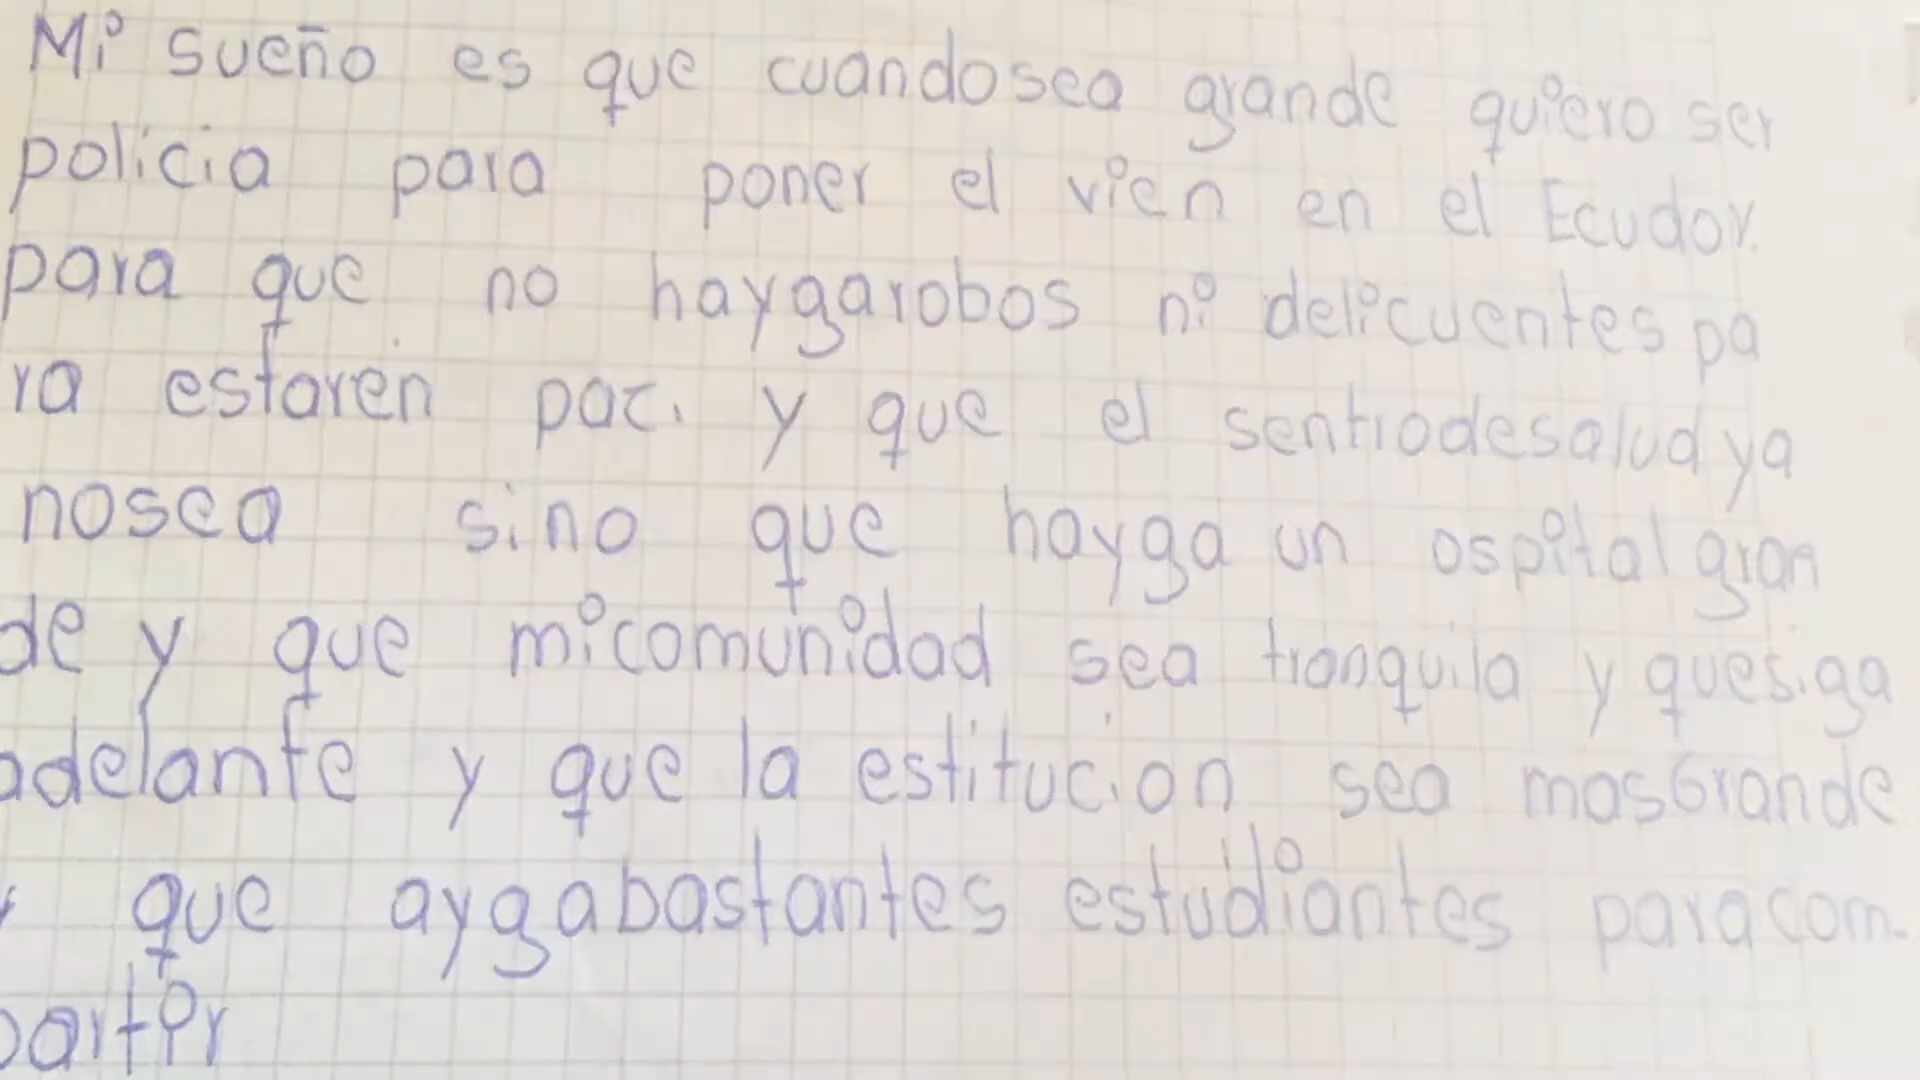 Mi sueño es que cuandosea grande quiero ser
policia para poner el vien en el Ecudor.
para que no haygarobos ni delicuentes pa
ra estaren paz. y que el sentrodesalud ya
nosea sino que hayga un ospital gran
de y que micomunidad sea tranquila y quesiga
adelante y que la estitucion sea masGrande
y que aygabastantes estudiantes paracom-
partir